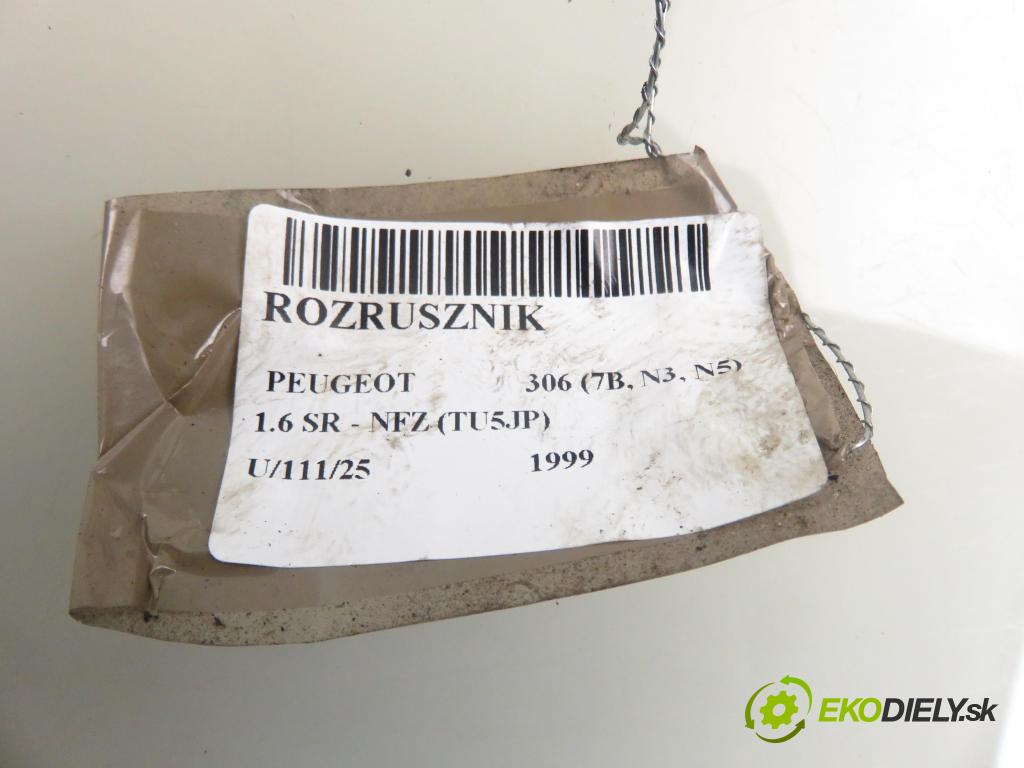 ROZRUSZNIK
PEUGEOT 306 (7B, N3, N5)
1.6 SR - NFZ (TU5JP)
U/111/25 1999
EKODIELY.sk